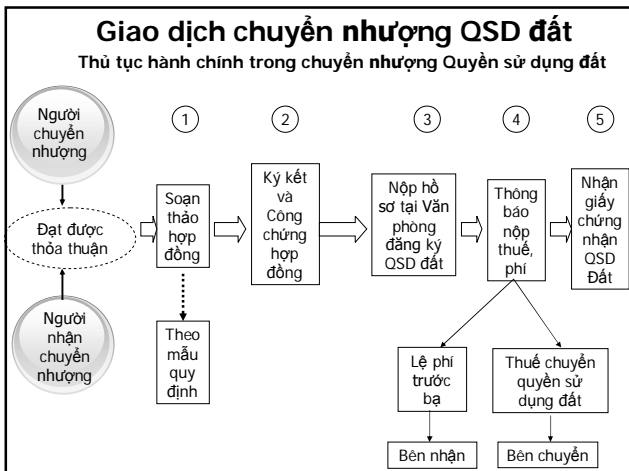 Giao dịch chuyển nhượng QSD đất
Thủ tục hành chính trong chuyển nhượng Quyền sử dụng đất
Người
chuyển
nhượng
1
2
3
4
5
Đạt được
thỏa thuận
Soạn
thảo
hợp
đồng
Ký kết
và
Công
chứng
hợp
đồng
Nộp hồ
sơ tại Văn
phòng
đăng ký
QSD đất
Thông
báo
nộp
thuế,
phí
Nhận
giấy
chứng
nhận
QSD
Đất
Người
nhận
chuyển
nhượng
Theo
mẫu
quy
định
Lệ phí
trước
bạ
Thuế chuyển
quyền sử
dụng đất
Bên nhận
Bên chuyển